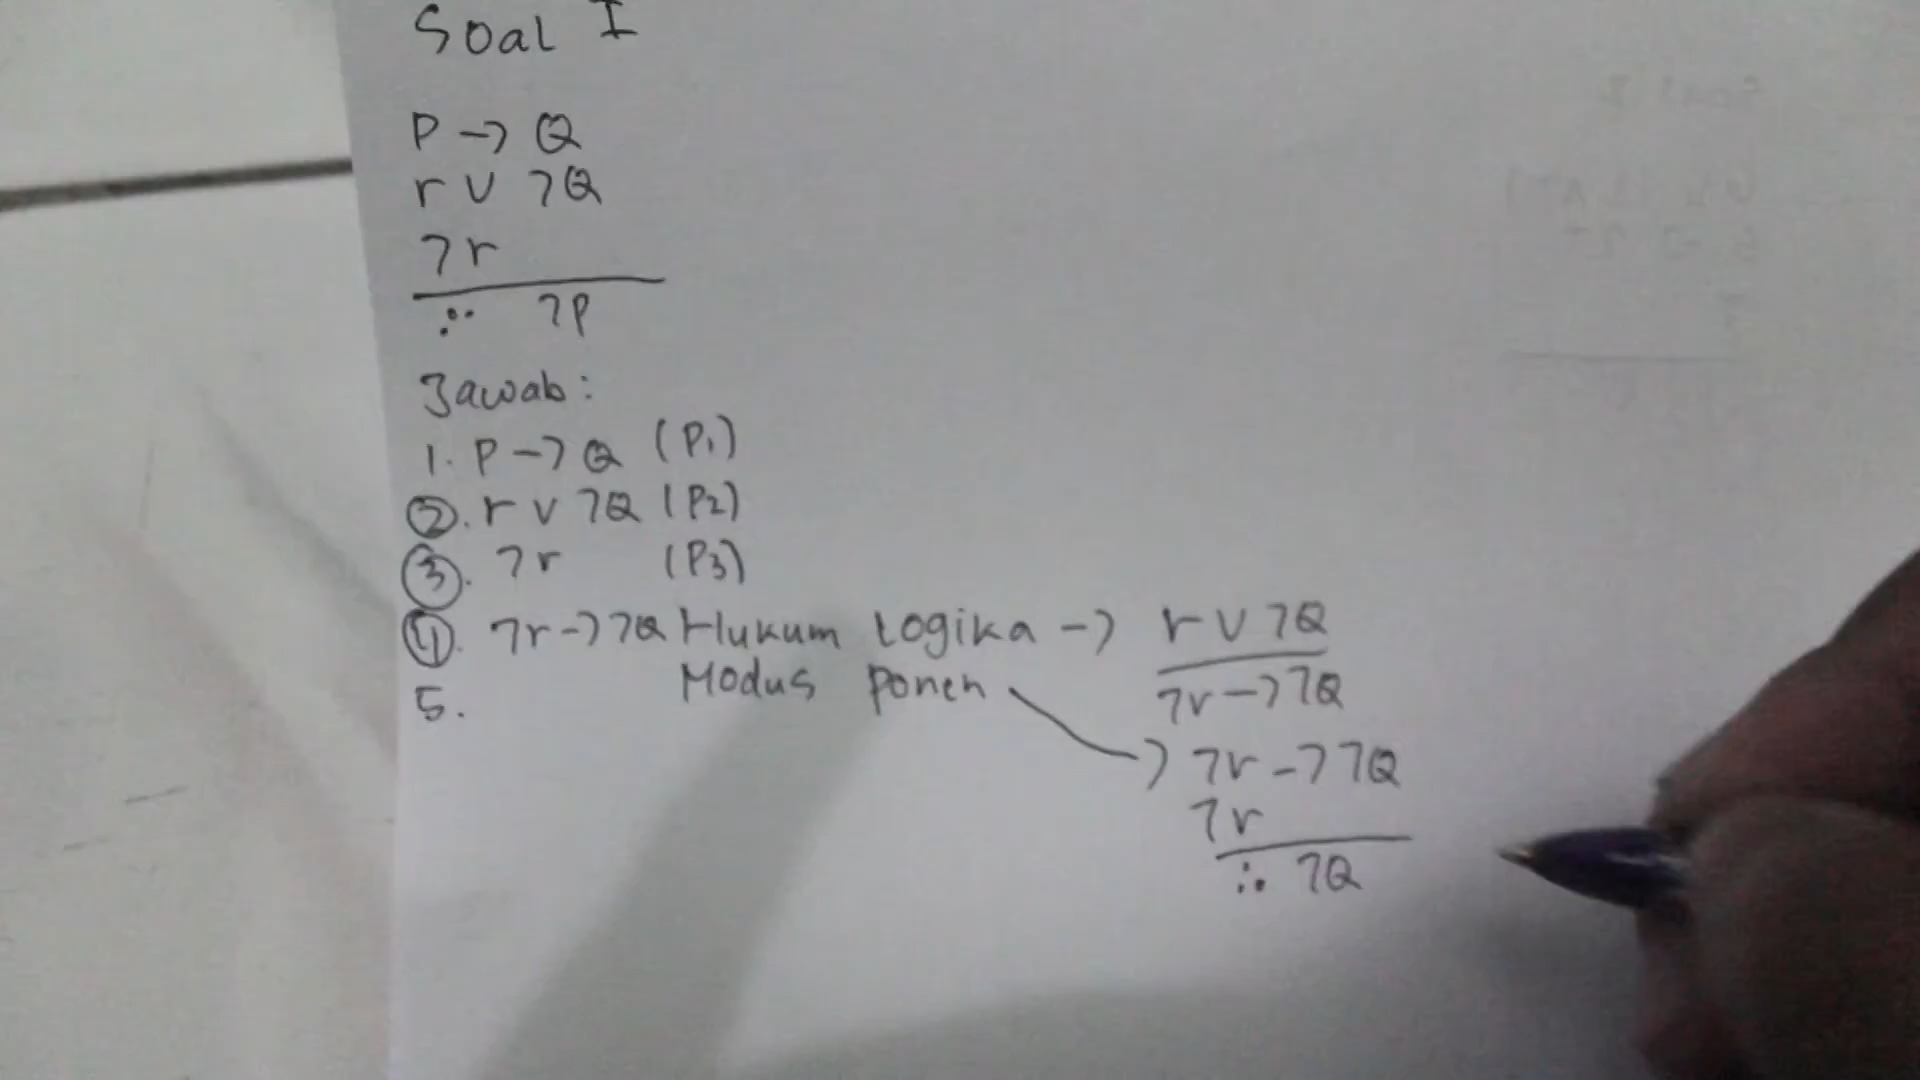 Soal I
P → Q
r ∨ ¬Q
¬r
∴ ¬P
Jawab:
1. P → Q (P1)
2. r ∨ ¬Q (P2)
3. ¬r (P3)
4. ¬r → ¬Q Hukum Logika → r ∨ ¬Q
¬r → ¬Q
5. Modus Ponen → ¬r → ¬Q
¬r
∴ ¬Q